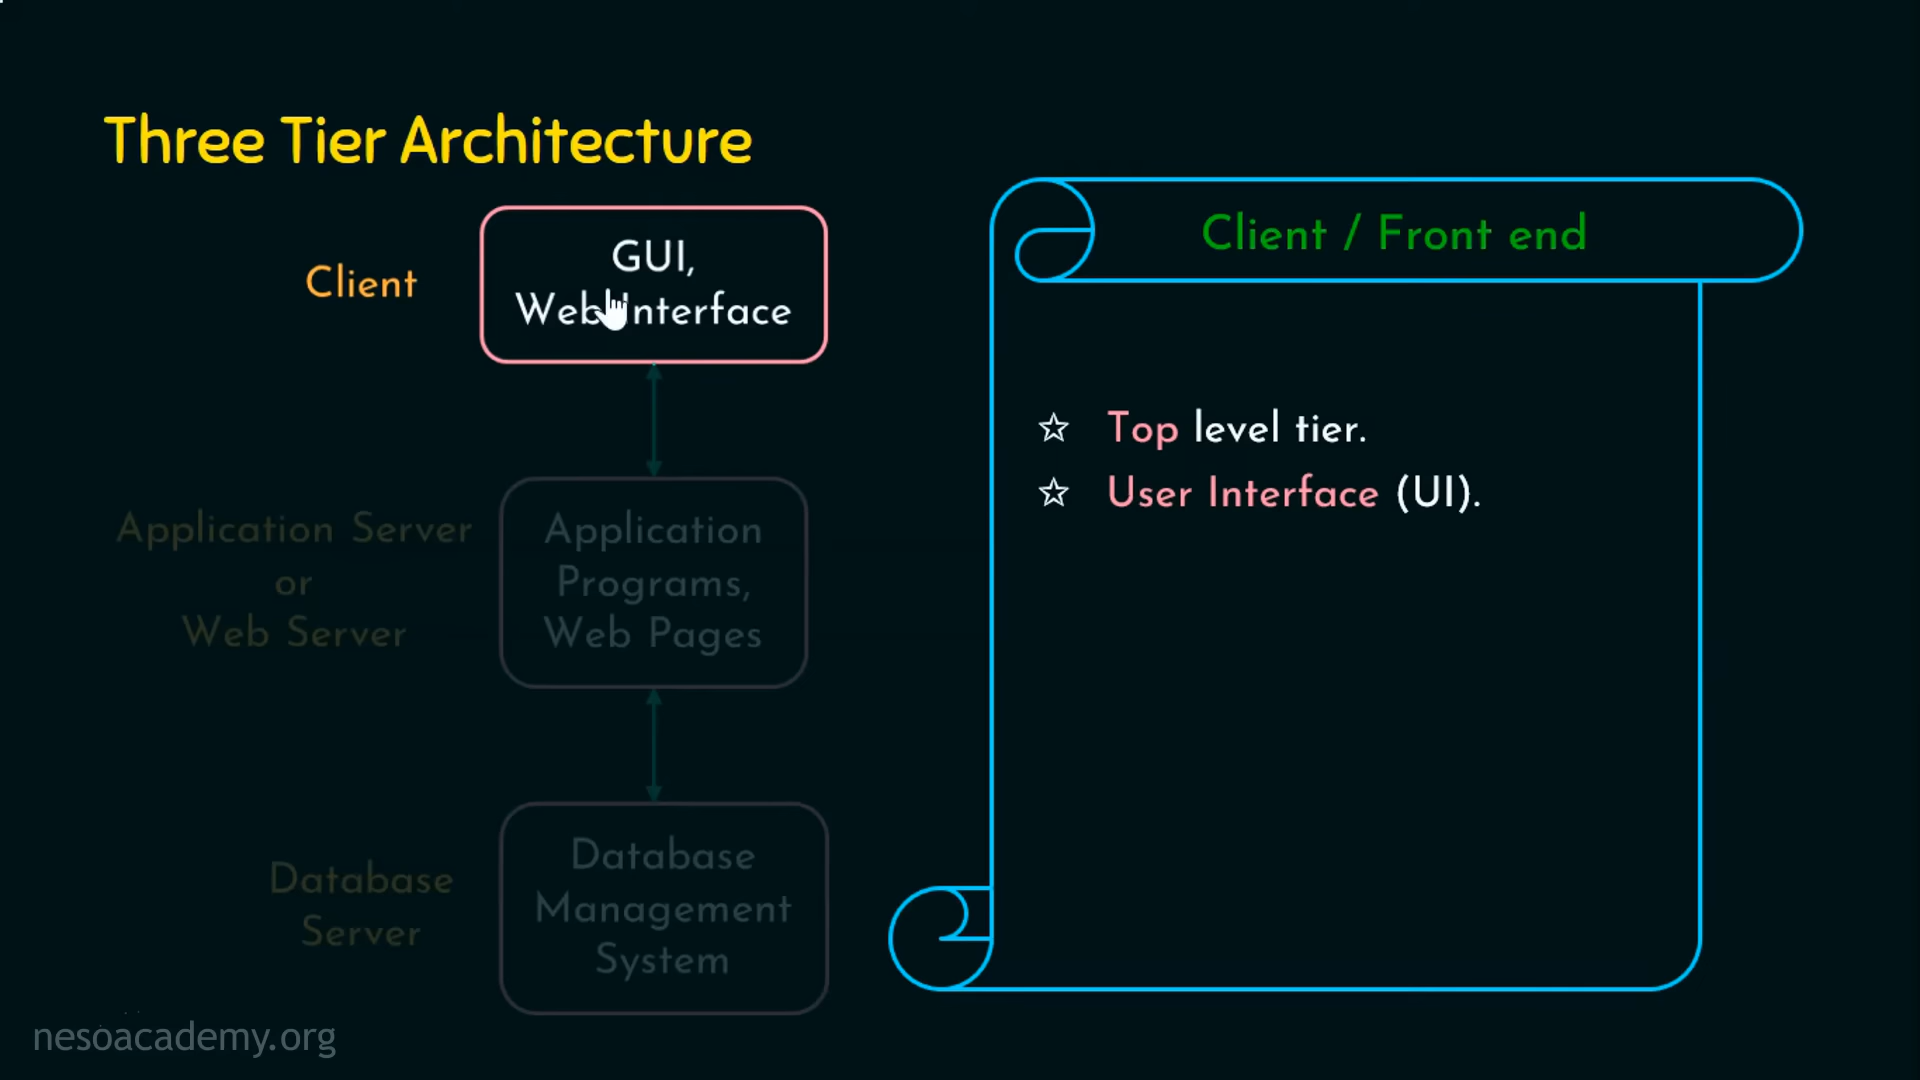 Three Tier Architecture
Client
GUI,
Web Interface
Application Server
or
Web Server
Application
Programs,
Web Pages
Database
Server
Database
Management
System
Client / Front end
☆ Top level tier.
☆ User Interface (UI).
nesoacademy.org